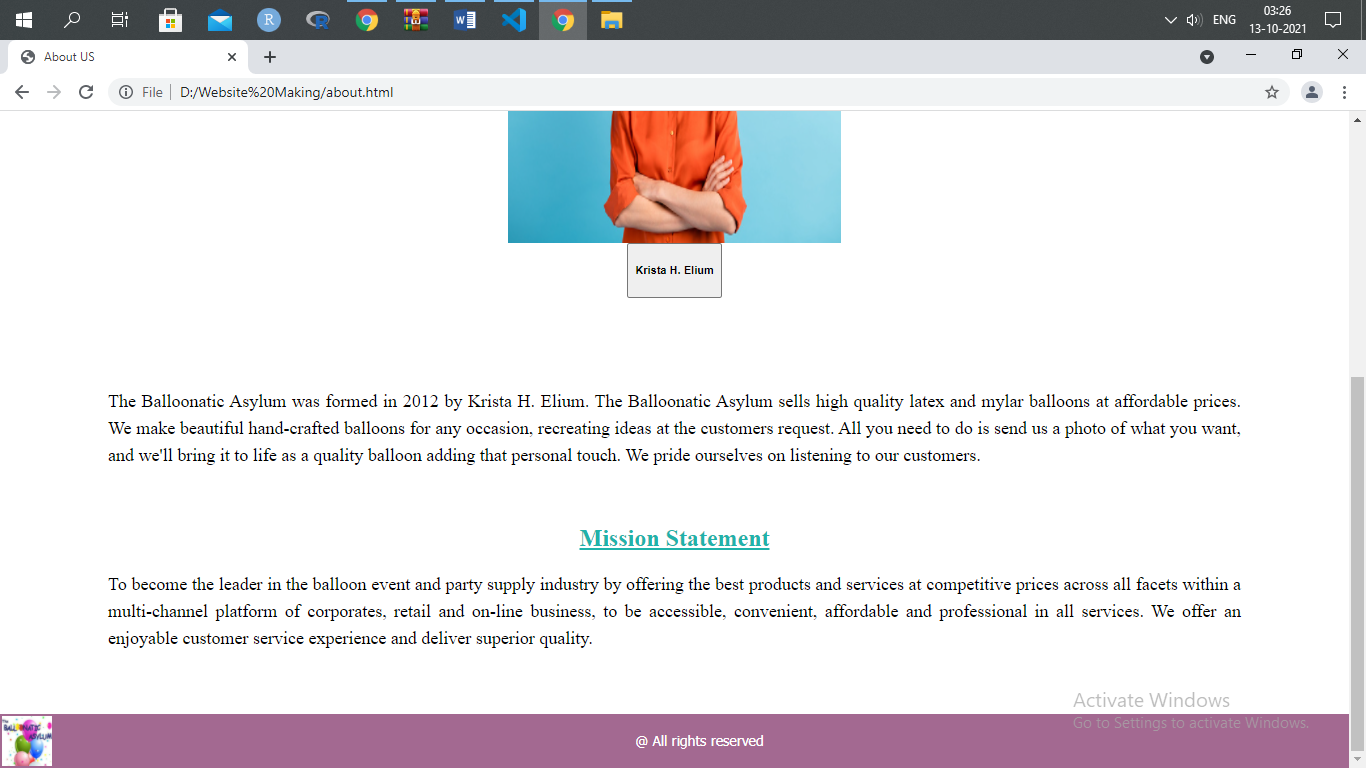 ENG
03:26
13-10-2021
About US
File
D:/Website%20Making/about.html
Krista H. Elium
The Balloonatic Asylum was formed in 2012 by Krista H. Elium. The Balloonatic Asylum sells high quality latex and mylar balloons at affordable prices.
We make beautiful hand-crafted balloons for any occasion, recreating ideas at the customers request. All you need to do is send us a photo of what you want,
and we'll bring it to life as a quality balloon adding that personal touch. We pride ourselves on listening to our customers.
Mission Statement
To become the leader in the balloon event and party supply industry by offering the best products and services at competitive prices across all facets within a
multi-channel platform of corporates, retail and on-line business, to be accessible, convenient, affordable and professional in all services. We offer an
enjoyable customer service experience and deliver superior quality.
Activate Windows
Go to Settings to activate Windows.
@ All rights reserved